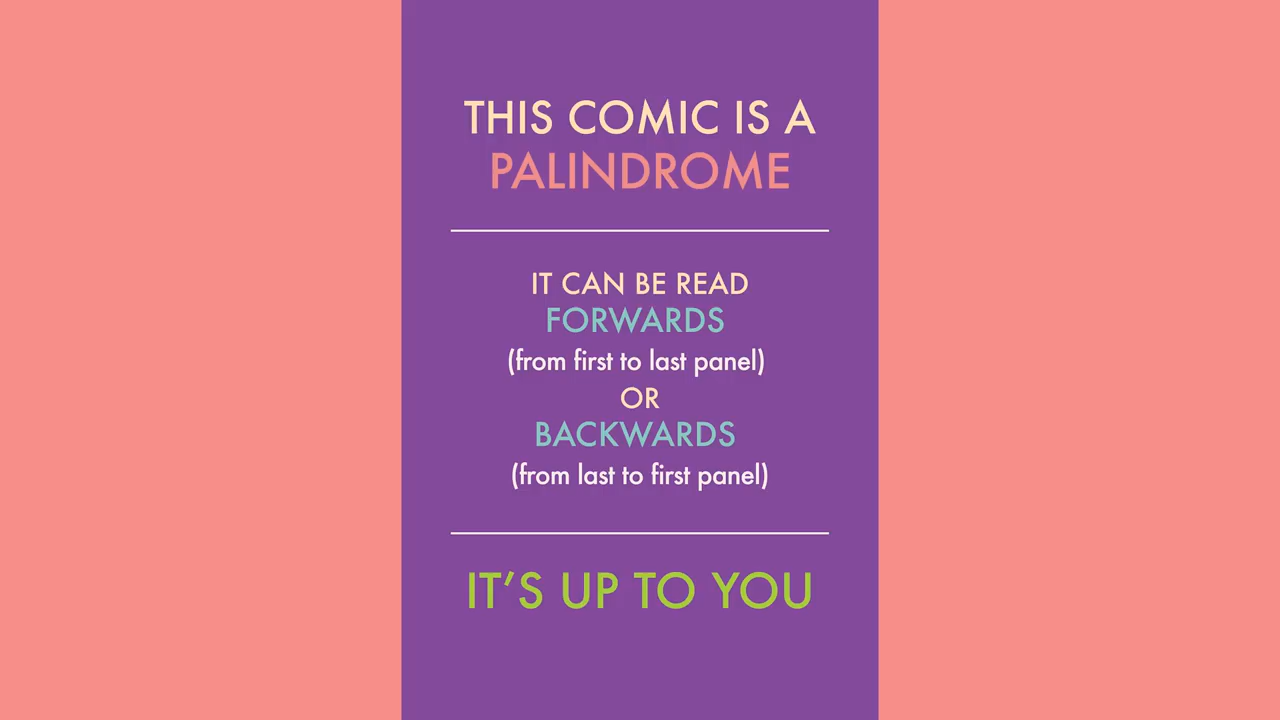 THIS COMIC IS A
PALINDROME
IT CAN BE READ
FORWARDS
(from first to last panel)
OR
BACKWARDS
(from last to first panel)
IT’S UP TO YOU